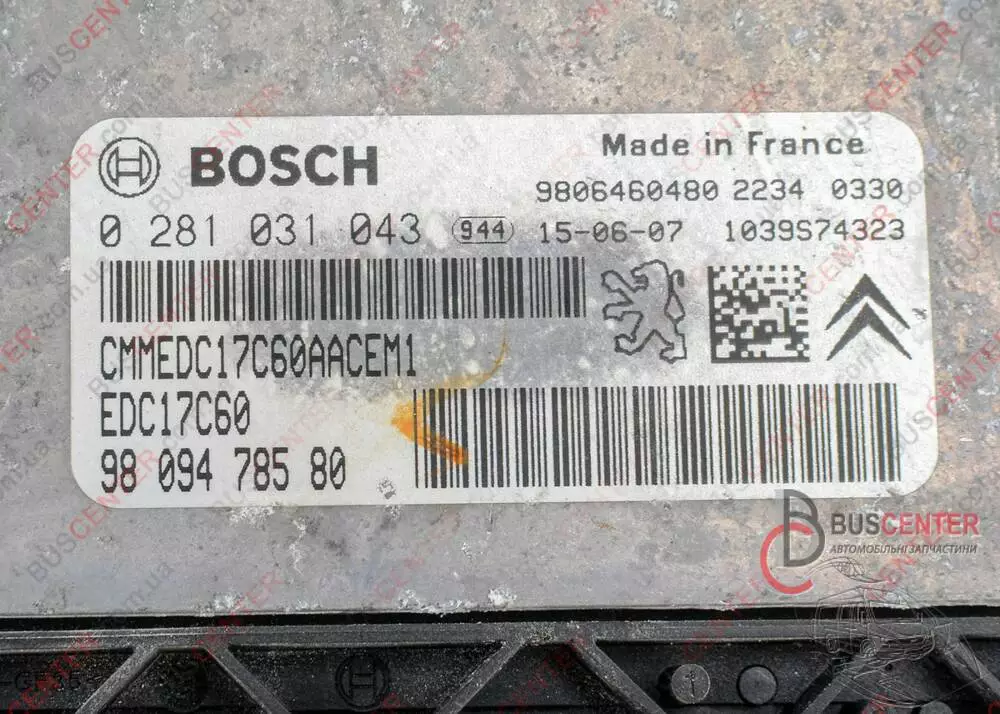 BOSCH
Made in France
9806460480 2234 0330
0 281 031 043 944 15-06-07 1039S74323
CMMEDC17C60AACEM1
EDC17C60
98 094 785 80
BUSCENTER
АВТОМОБІЛЬНІ ЗАПЧАСТИНИ